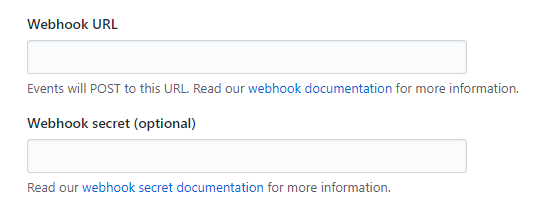 Webhook URL
Events will POST to this URL. Read our webhook documentation for more information.
Webhook secret (optional)
Read our webhook secret documentation for more information.